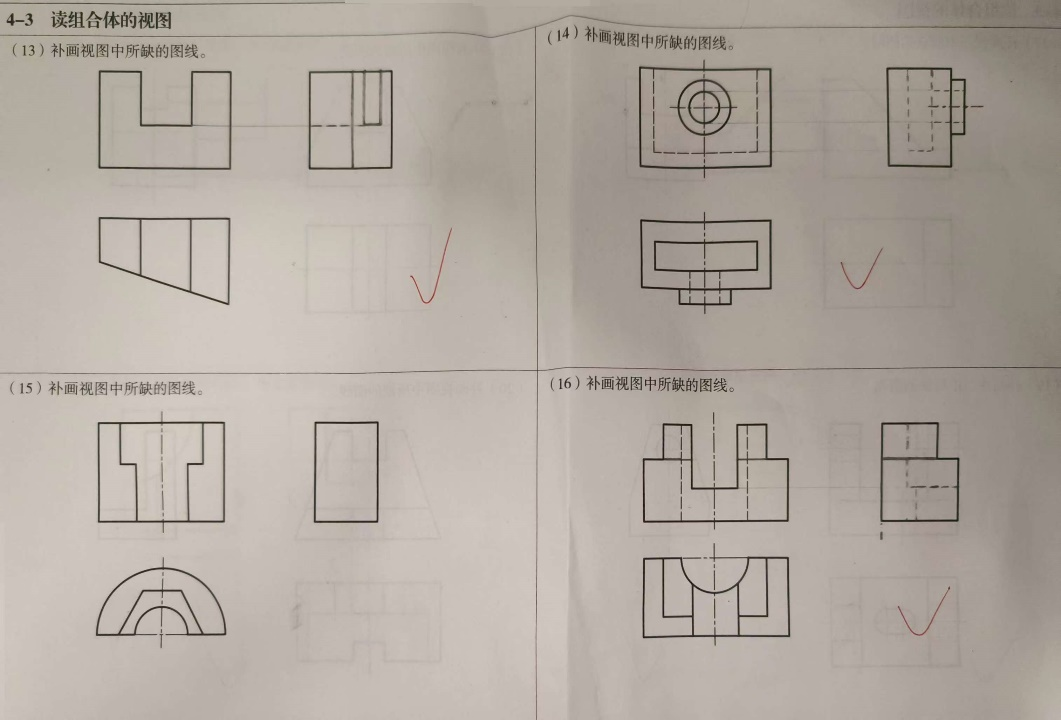 4-3 读组合体的视图
(13) 补画视图中所缺的图线。
(14) 补画视图中所缺的图线。
(15) 补画视图中所缺的图线。
(16) 补画视图中所缺的图线。